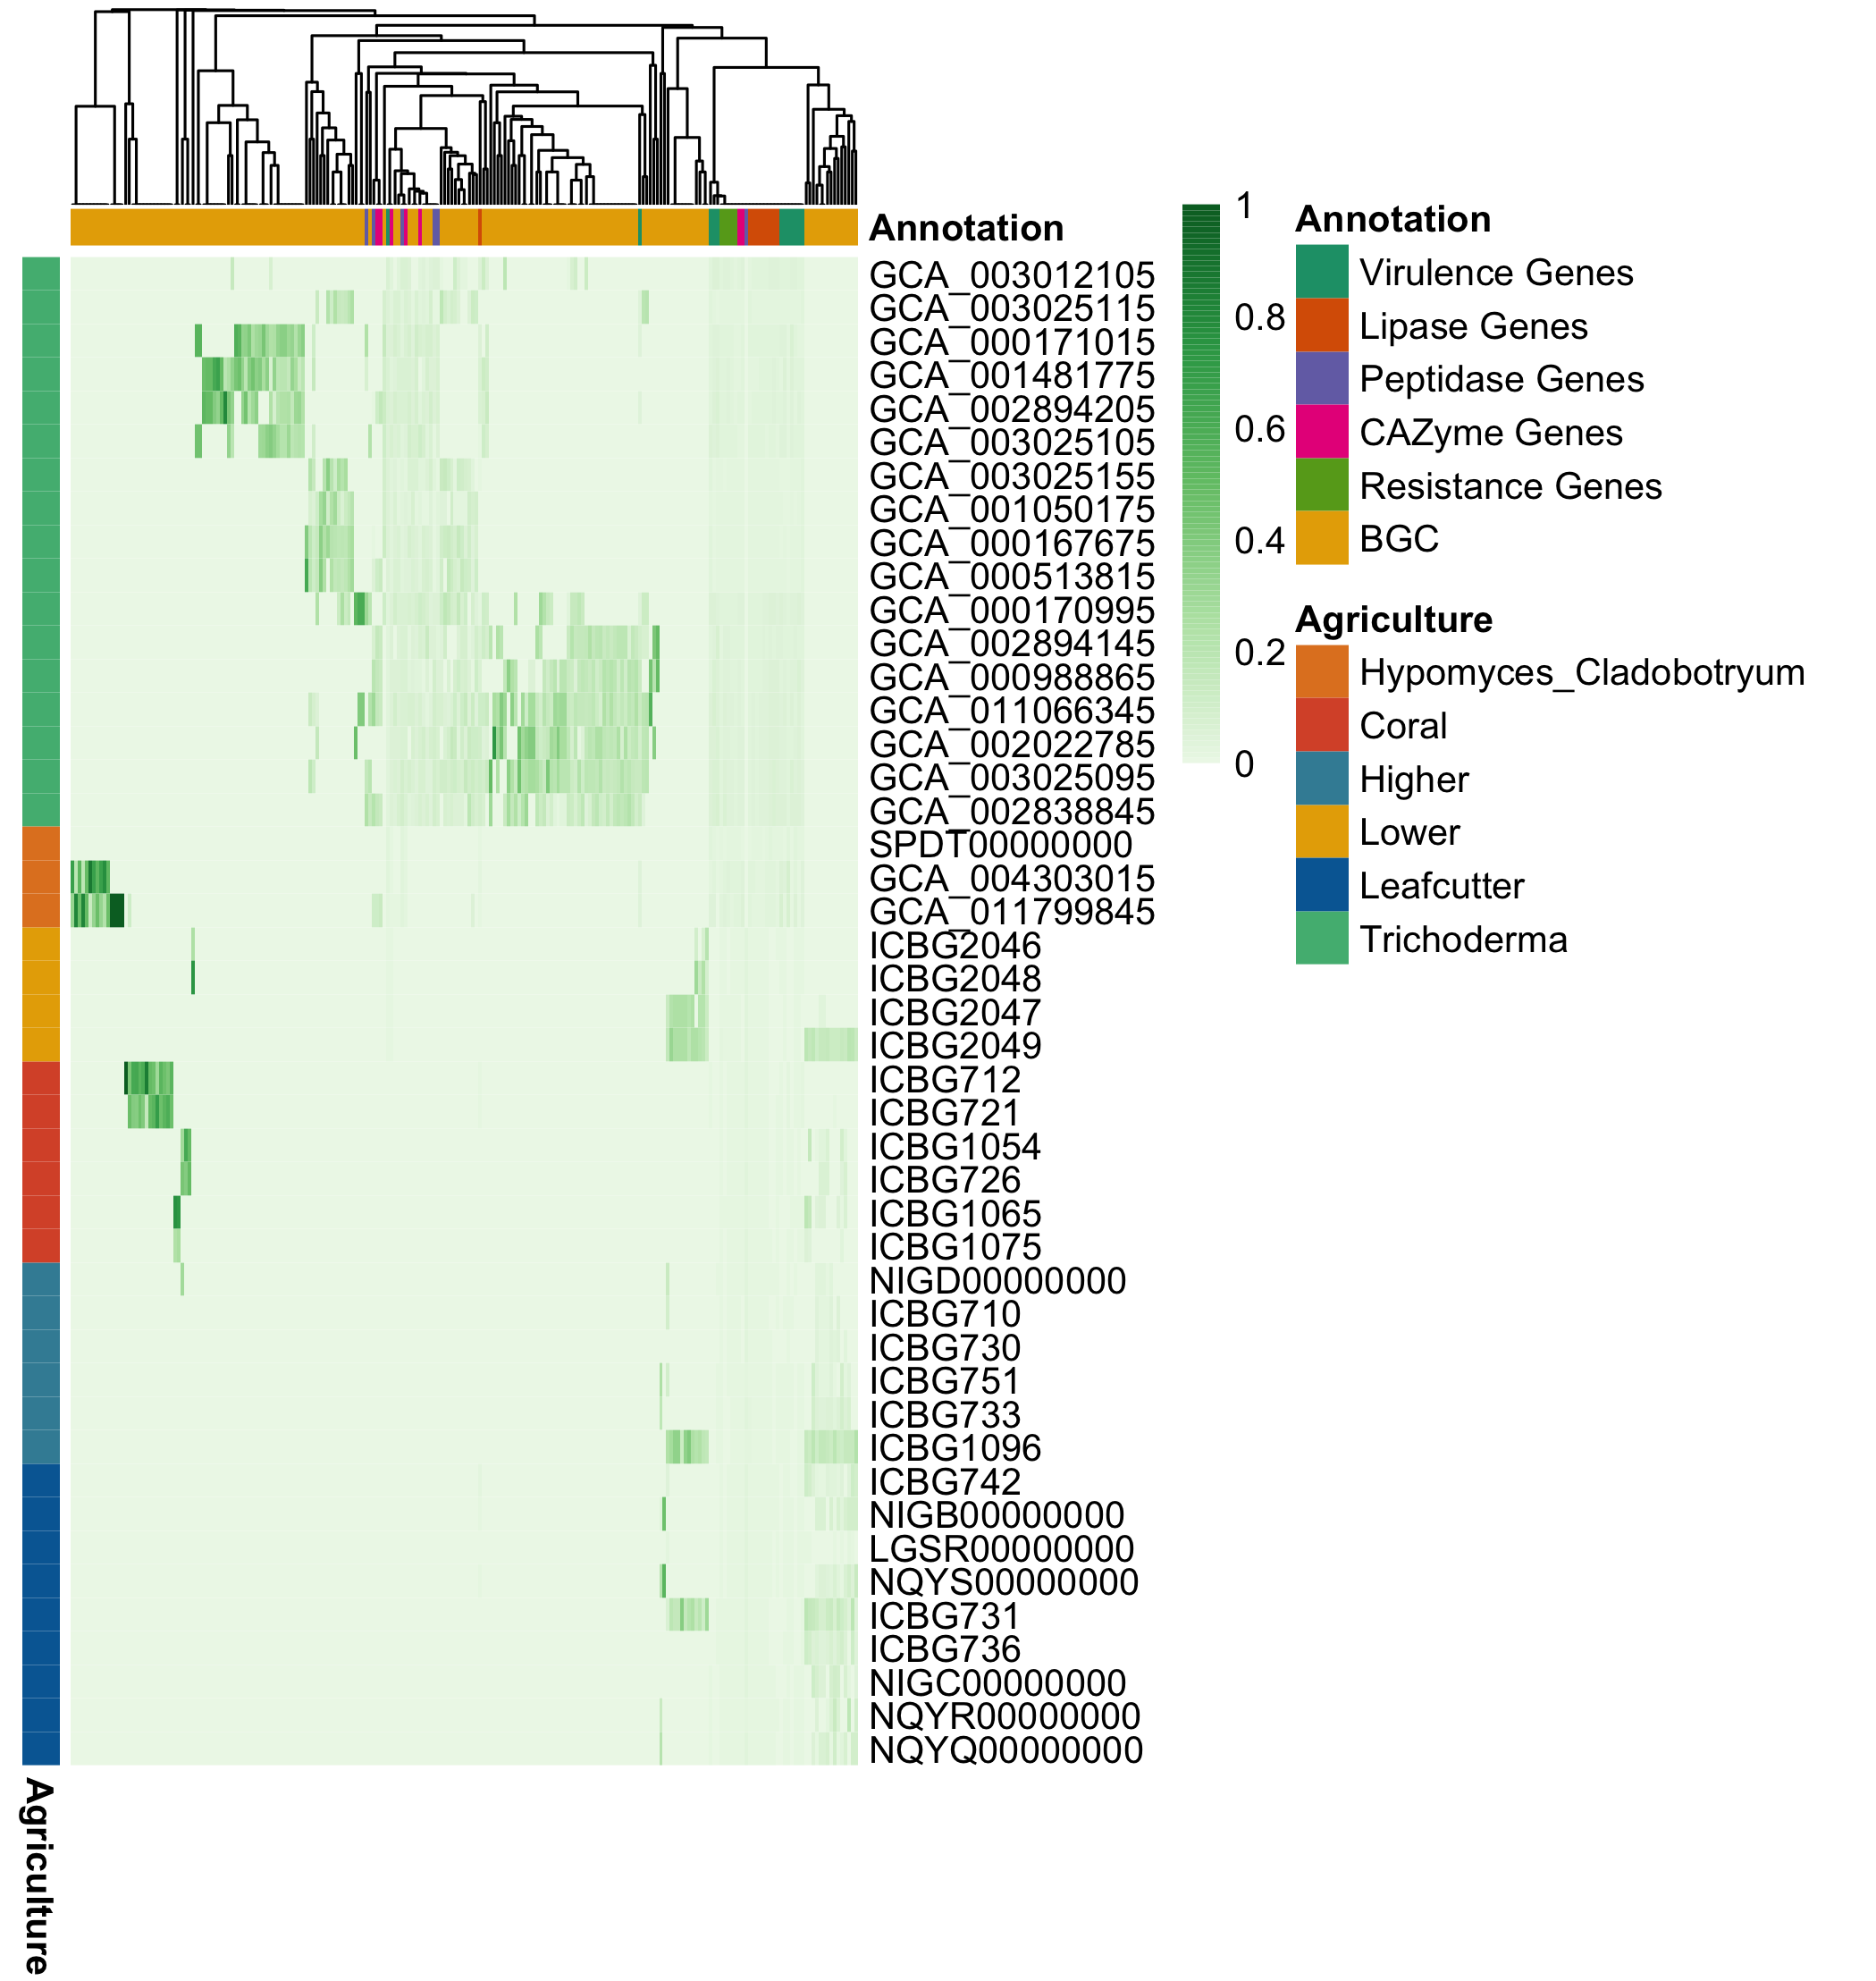 Annotation
GCA_003012105
GCA_003025115
GCA_000171015
GCA_001481775
GCA_002894205
GCA_003025105
GCA_003025155
GCA_001050175
GCA_000167675
GCA_000513815
GCA_000170995
GCA_002894145
GCA_000988865
GCA_011066345
GCA_002022785
GCA_003025095
GCA_002838845
SPDT00000000
GCA_004303015
GCA_011799845
ICBG2046
ICBG2048
ICBG2047
ICBG2049
ICBG712
ICBG721
ICBG1054
ICBG726
ICBG1065
ICBG1075
NIGD00000000
ICBG710
ICBG730
ICBG751
ICBG733
ICBG1096
ICBG742
NIGB00000000
LGSR00000000
NQYS00000000
ICBG731
ICBG736
NIGC00000000
NQYR00000000
NQYQ00000000
Agriculture
1
0.8
0.6
0.4
0.2
0
Annotation
Virulence Genes
Lipase Genes
Peptidase Genes
CAZyme Genes
Resistance Genes
BGC
Agriculture
Hypomyces_Cladobotryum
Coral
Higher
Lower
Leafcutter
Trichoderma